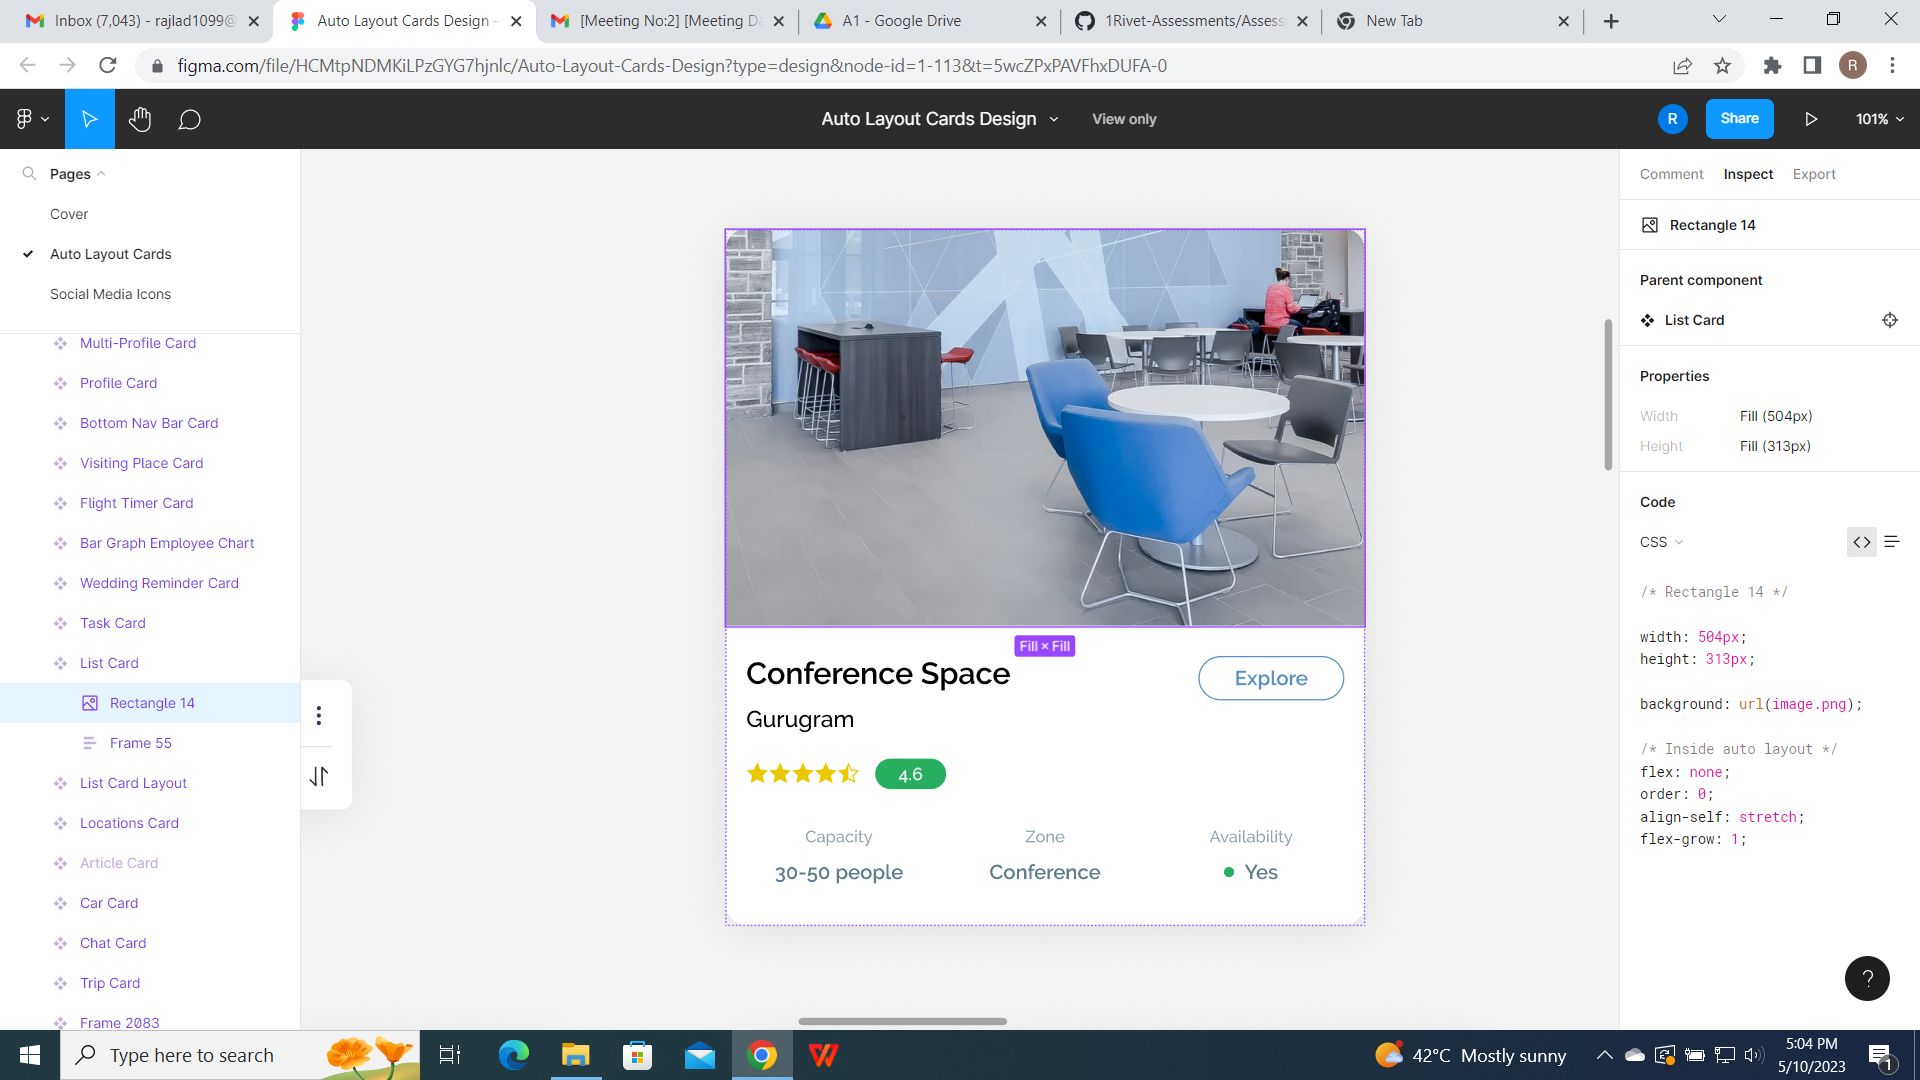 Inbox (7,043) - rajlad1099@
Auto Layout Cards Design –
[Meeting No:2] [Meeting Da
A1 - Google Drive
1Rivet-Assessments/Assess
New Tab
figma.com/file/HCMtpNDMKiLPzGYG7hjnlc/Auto-Layout-Cards-Design?type=design&node-id=1-113&t=5wcZPxPAVFhxDUFA-0
R
Auto Layout Cards Design
View only
R
Share
101%
Pages
Cover
Auto Layout Cards
Social Media Icons
Multi-Profile Card
Profile Card
Bottom Nav Bar Card
Visiting Place Card
Flight Timer Card
Bar Graph Employee Chart
Wedding Reminder Card
Task Card
List Card
Rectangle 14
Frame 55
List Card Layout
Locations Card
Article Card
Car Card
Chat Card
Trip Card
Frame 2083
Fill × Fill
Conference Space
Explore
Gurugram
4.6
Capacity
Zone
Availability
30-50 people
Conference
Yes
Comment
Inspect
Export
Rectangle 14
Parent component
List Card
Properties
Width
Fill (504px)
Height
Fill (313px)
Code
CSS
/* Rectangle 14 */
width: 504px;
height: 313px;
background: url(image.png);
/* Inside auto layout */
flex: none;
order: 0;
align-self: stretch;
flex-grow: 1;
?
Type here to search
42°C Mostly sunny
5:04 PM
5/10/2023
1